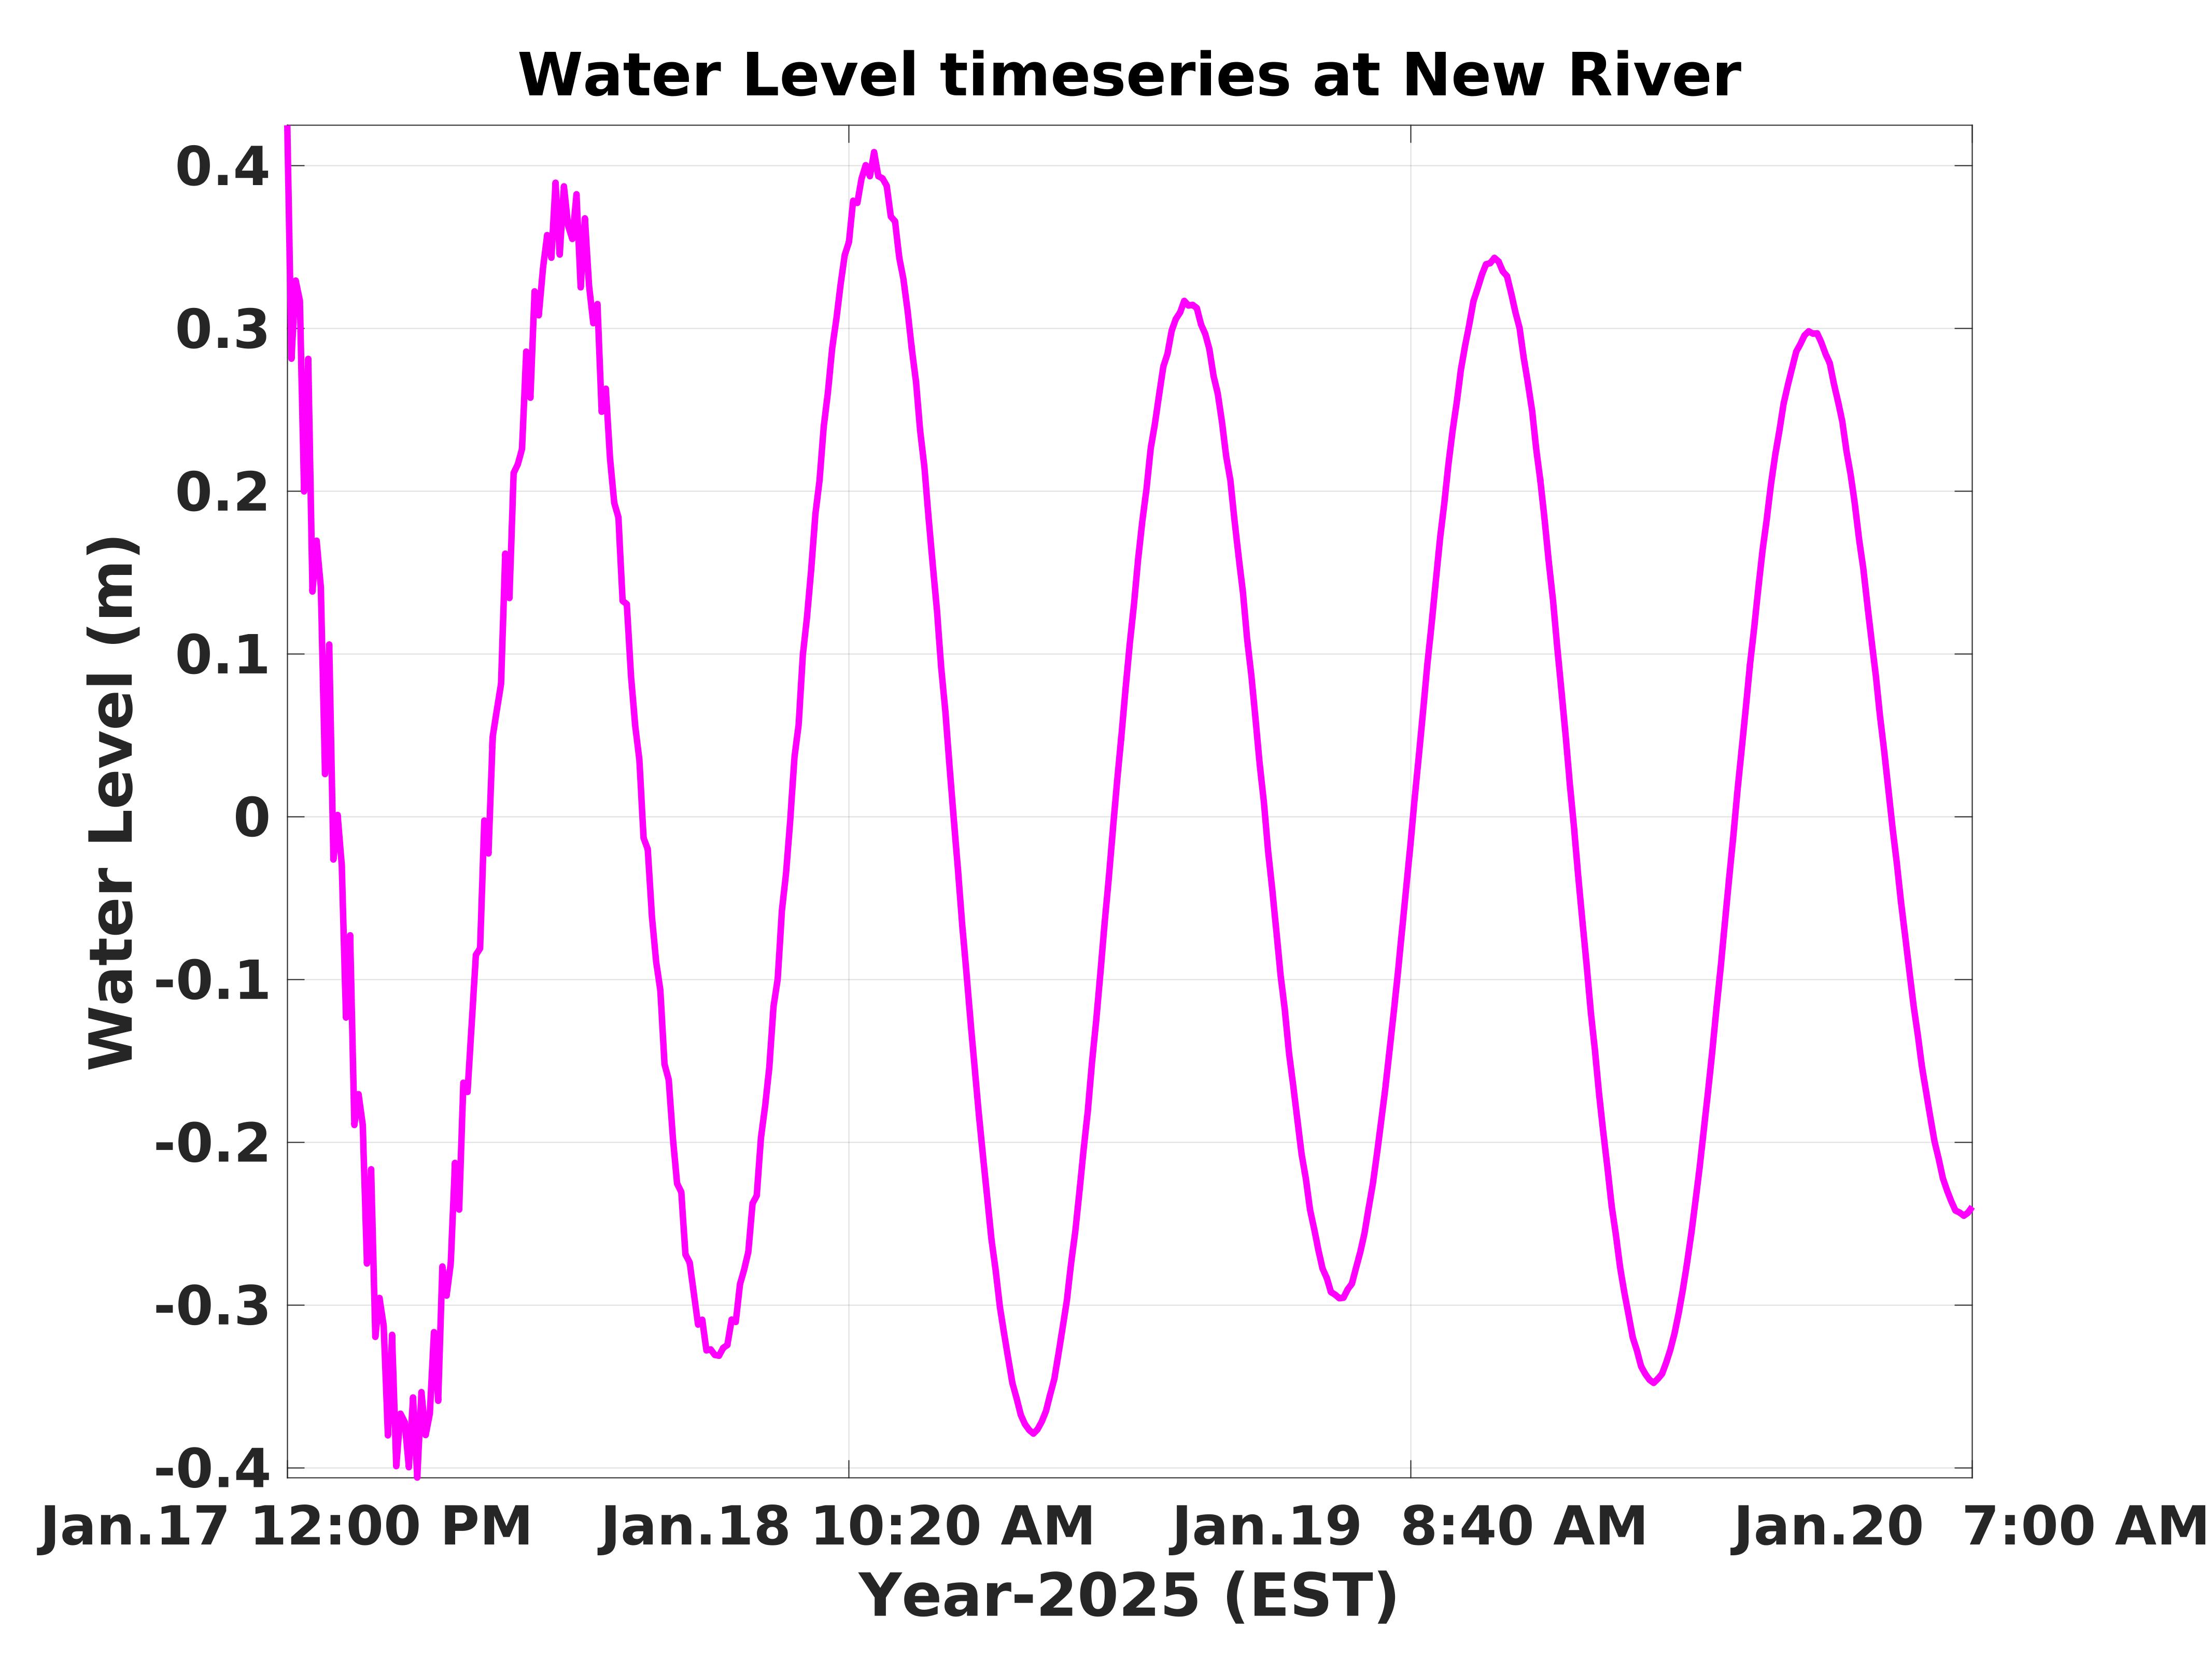 Water Level timeseries at New River
Water Level (m)
0.4
0.3
0.2
0.1
0
-0.1
-0.2
-0.3
-0.4
Jan.17 12:00 PM Jan.18 10:20 AM Jan.19 8:40 AM Jan.20 7:00 AM
Year-2025 (EST)